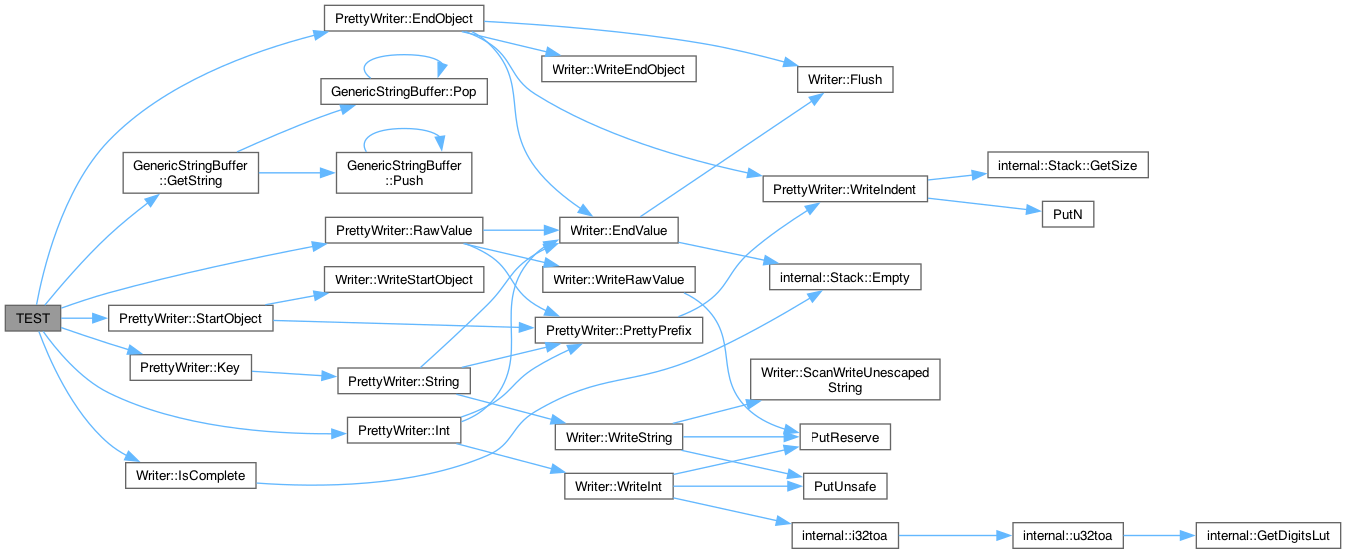 PrettyWriter::EndObject
Writer::WriteEndObject
Writer::Flush
GenericStringBuffer::Pop
GenericStringBuffer
::GetString
GenericStringBuffer
::Push
internal::Stack::GetSize
PrettyWriter::WriteIndent
PutN
PrettyWriter::RawValue
Writer::EndValue
Writer::WriteStartObject
Writer::WriteRawValue
internal::Stack::Empty
TEST
PrettyWriter::StartObject
PrettyWriter::PrettyPrefix
PrettyWriter::Key
PrettyWriter::String
Writer::ScanWriteUnescaped
String
PrettyWriter::Int
Writer::WriteString
PutReserve
Writer::IsComplete
Writer::WriteInt
PutUnsafe
internal::i32toa
internal::u32toa
internal::GetDigitsLut